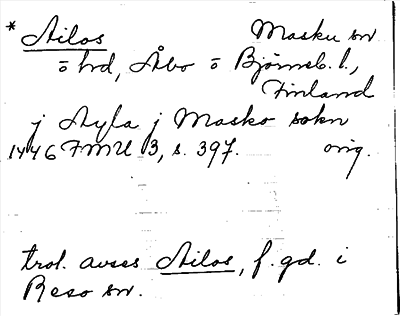 * Ailos Masku sn
ö hrd, Åbo o Björneb. l.,
Finland
j Ayla j Masko sokn
1446 FMU 3, s. 397. orig.
trol. avses Ailos, f. gd. i
Reso sn.